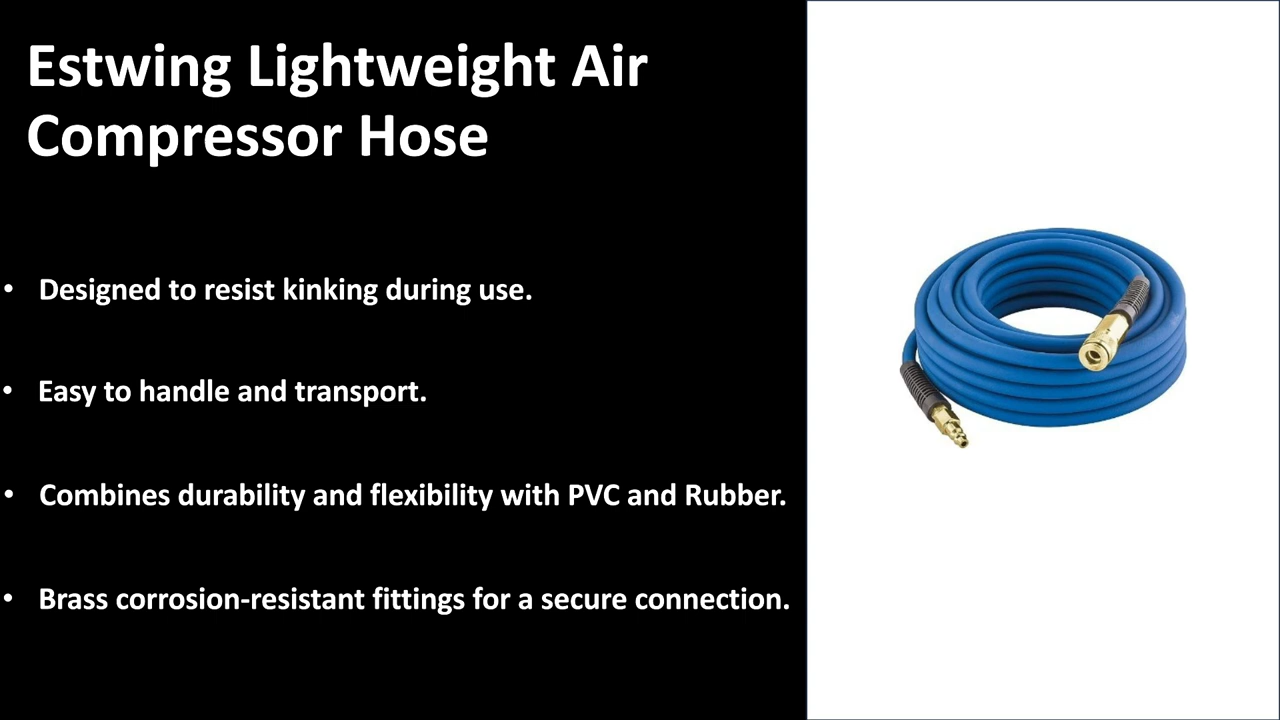 Estwing Lightweight Air
Compressor Hose
• Designed to resist kinking during use.
• Easy to handle and transport.
• Combines durability and flexibility with PVC and Rubber.
• Brass corrosion-resistant fittings for a secure connection.